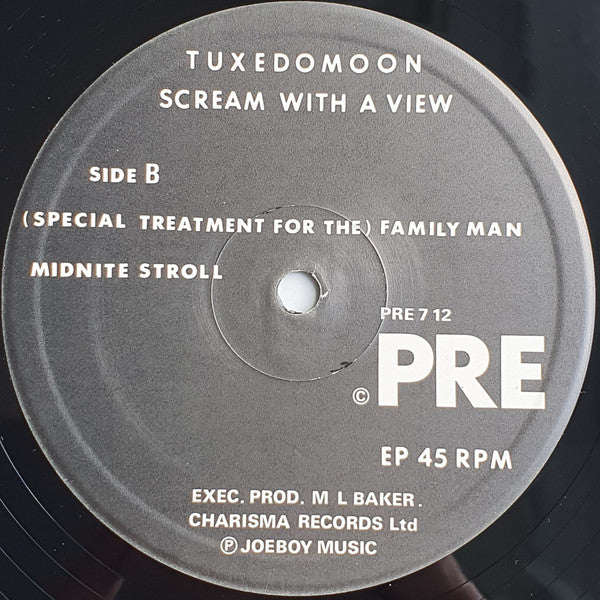 TUXEDOMOON
SCREAM WITH A VIEW
SIDE B
(SPECIAL TREATMENT FOR THE) FAMILY MAN
MIDNITE STROLL
PRE 7 12
© PRE
EP 45 RPM
EXEC. PROD. M L BAKER.
CHARISMA RECORDS Ltd
Ⓟ JOEBOY MUSIC